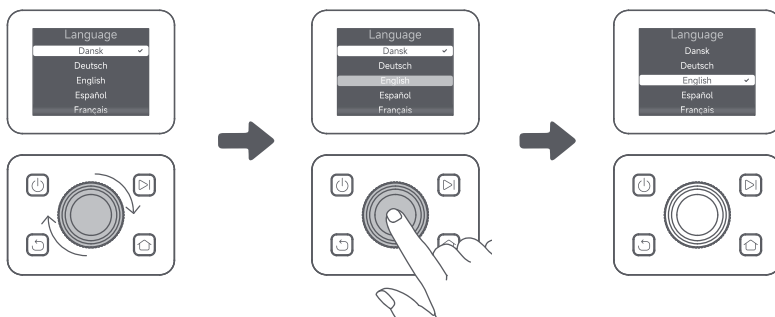 Language
Dansk
Deutsch
English
Español
Français
Language
Dansk
Deutsch
English
Español
Français
Language
Dansk
Deutsch
English
Español
Français